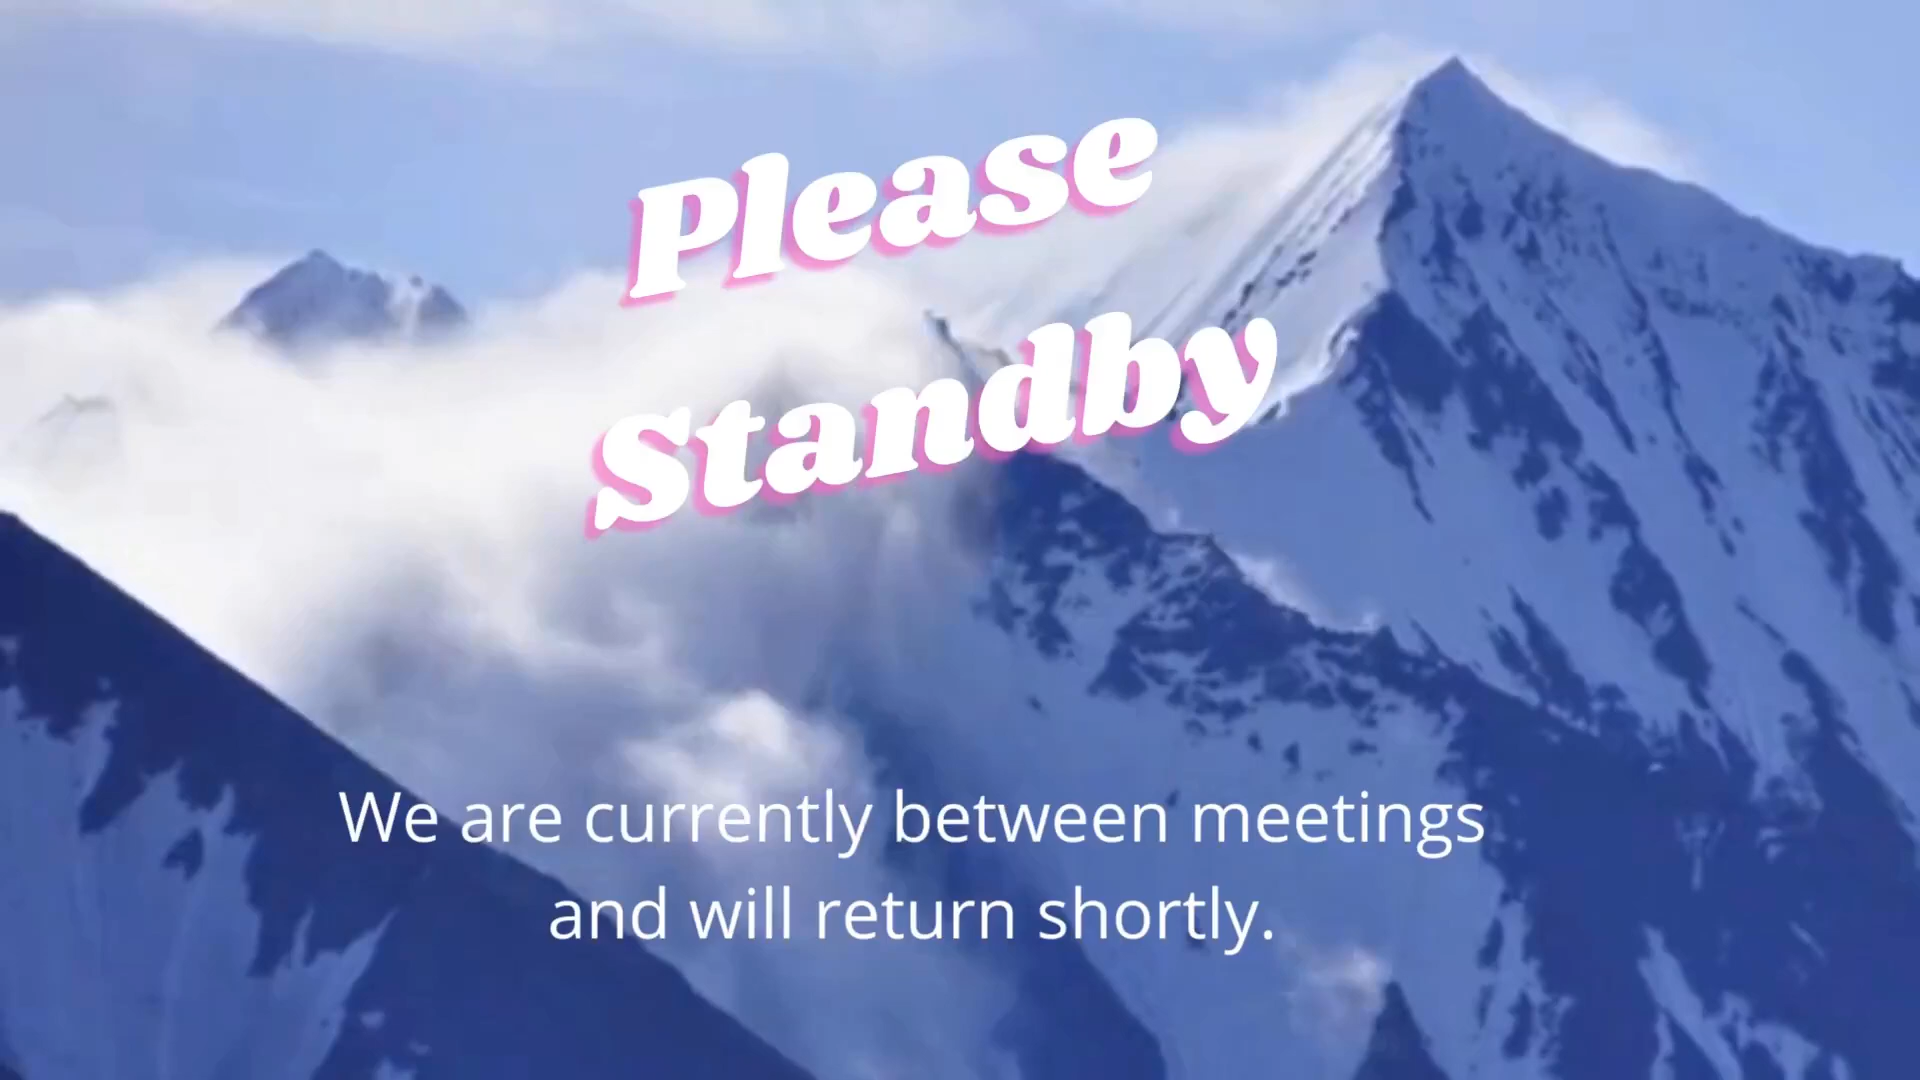 Please
Standby
We are currently between meetings
and will return shortly.